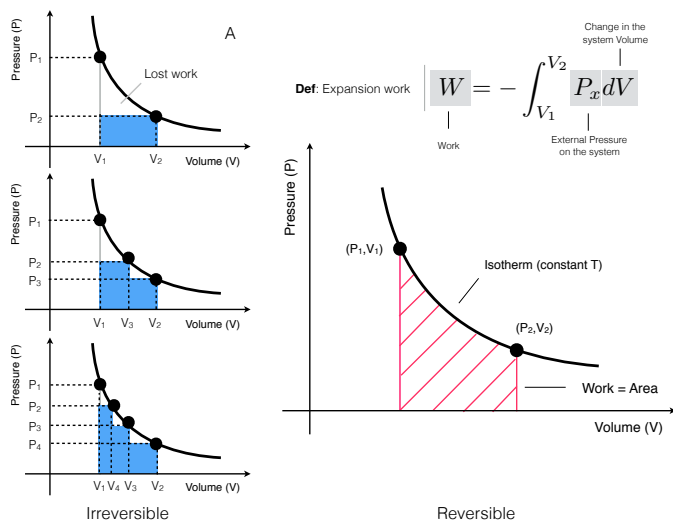 A
Pressure (P)
P1
Lost work
P2
V1
V2
Volume (V)
Pressure (P)
P1
P2
P3
V1
V3
V2
Volume (V)
Pressure (P)
P1
P2
P3
P4
V1
V4
V3
V2
Volume (V)
Irreversible
Change in the
system Volume
Def: Expansion work
W = − ∫V1V2 PxdV
Work
External Pressure
on the system
Pressure (P)
(P1,V1)
Isotherm (constant T)
(P2,V2)
Work = Area
Volume (V)
Reversible